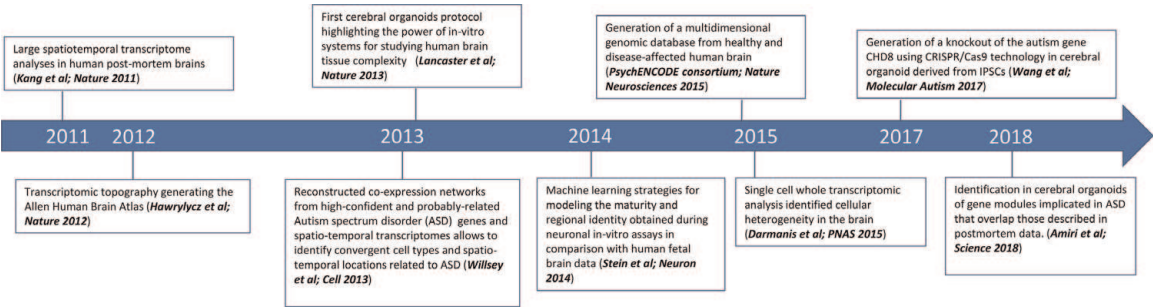 Large spatiotemporal transcriptome
analyses in human post-mortem brains
(Kang et al; Nature 2011)
First cerebral organoids protocol
highlighting the power of in-vitro
systems for studying human brain
tissue complexity (Lancaster et al;
Nature 2013)
Generation of a multidimensional
genomic database from healthy and
disease-affected human brain
(PsychENCODE consortium; Nature
Neurosciences 2015)
Generation of a knockout of the autism gene
CHD8 using CRISPR/Cas9 technology in cerebral
organoid derived from IPSCs (Wang et al;
Molecular Autism 2017)
2011 2012 2013 2014 2015 2017 2018
Transcriptomic topography generating the
Allen Human Brain Atlas (Hawrylycz et al;
Nature 2012)
Reconstructed co-expression networks
from high-confident and probably-related
Autism spectrum disorder (ASD) genes and
spatio-temporal transcriptomes allows to
identify convergent cell types and spatio-
temporal locations related to ASD (Willsey
et al; Cell 2013)
Machine learning strategies for
modeling the maturity and
regional identity obtained during
neuronal in-vitro assays in
comparison with human fetal
brain data (Stein et al; Neuron
2014)
Single cell whole transcriptomic
analysis identified cellular
heterogeneity in the brain
(Darmanis et al; PNAS 2015)
Identification in cerebral organoids
of gene modules implicated in ASD
that overlap those described in
postmortem data. (Amiri et al;
Science 2018)